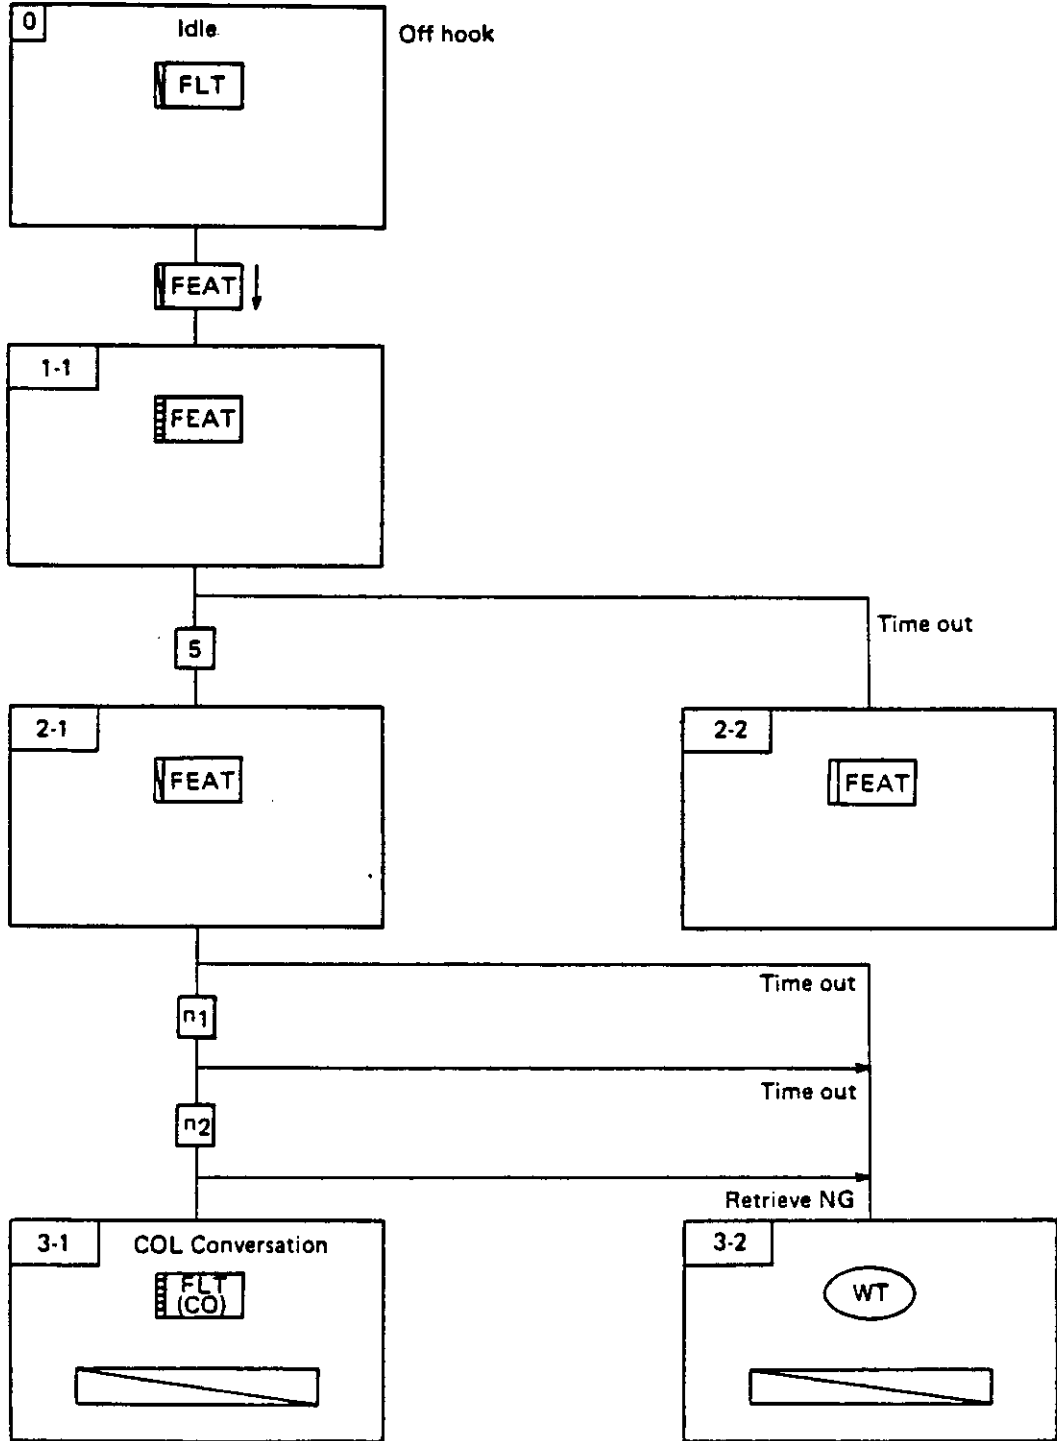 0
Idle
Off hook
FLT
FEAT
1-1
FEAT
5
Time out
2-1
FEAT
2-2
FEAT
Time out
n1
Time out
n2
Retrieve NG
3-1
COL Conversation
FLT
(CO)
3-2
WT